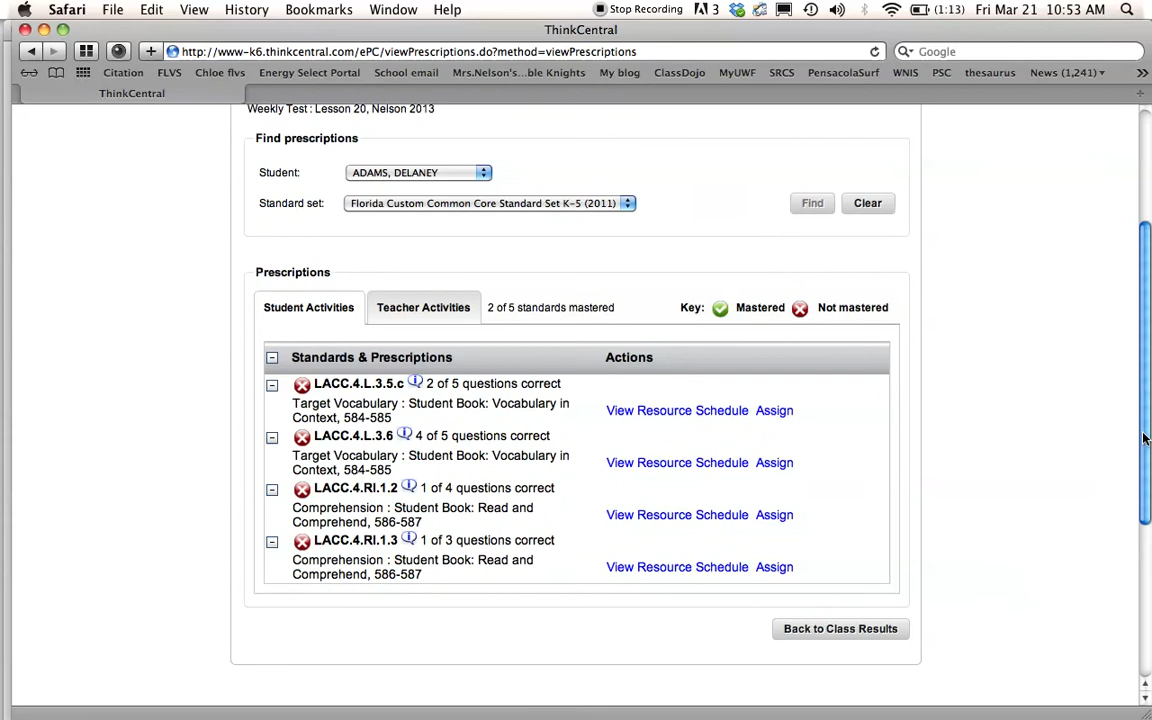 Safari File Edit View History Bookmarks Window Help Stop Recording 3 (1:13) Fri Mar 21 10:53 AM
ThinkCentral
http://www-k6.thinkcentral.com/ePC/viewPrescriptions.do?method=viewPrescriptions Google
Citation FLVS Chloe flvs Energy Select Portal School email Mrs.Nelson's...ble Knights My blog ClassDojo MyUWF SRCS PensacolaSurf WNIS PSC thesaurus News (1,241)
ThinkCentral
Weekly Test : Lesson 20, Nelson 2013
Find prescriptions
Student: ADAMS, DELANEY
Standard set: Florida Custom Common Core Standard Set K-5 (2011) Find Clear
Prescriptions
Student Activities Teacher Activities 2 of 5 standards mastered Key: Mastered Not mastered
Standards & Prescriptions Actions
LACC.4.L.3.5.c 2 of 5 questions correct
Target Vocabulary : Student Book: Vocabulary in
Context, 584-585
View Resource Schedule Assign
LACC.4.L.3.6 4 of 5 questions correct
Target Vocabulary : Student Book: Vocabulary in
Context, 584-585
View Resource Schedule Assign
LACC.4.RI.1.2 1 of 4 questions correct
Comprehension : Student Book: Read and
Comprehend, 586-587
View Resource Schedule Assign
LACC.4.RI.1.3 1 of 3 questions correct
Comprehension : Student Book: Read and
Comprehend, 586-587
View Resource Schedule Assign
Back to Class Results